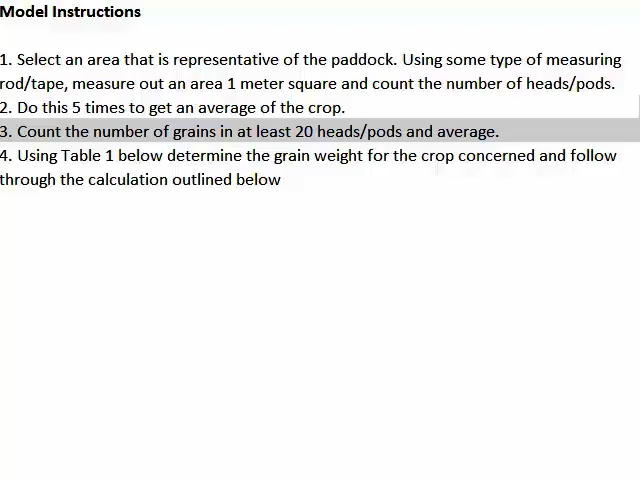 Model Instructions
1. Select an area that is representative of the paddock. Using some type of measuring
rod/tape, measure out an area 1 meter square and count the number of heads/pods.
2. Do this 5 times to get an average of the crop.
3. Count the number of grains in at least 20 heads/pods and average.
4. Using Table 1 below determine the grain weight for the crop concerned and follow
through the calculation outlined below